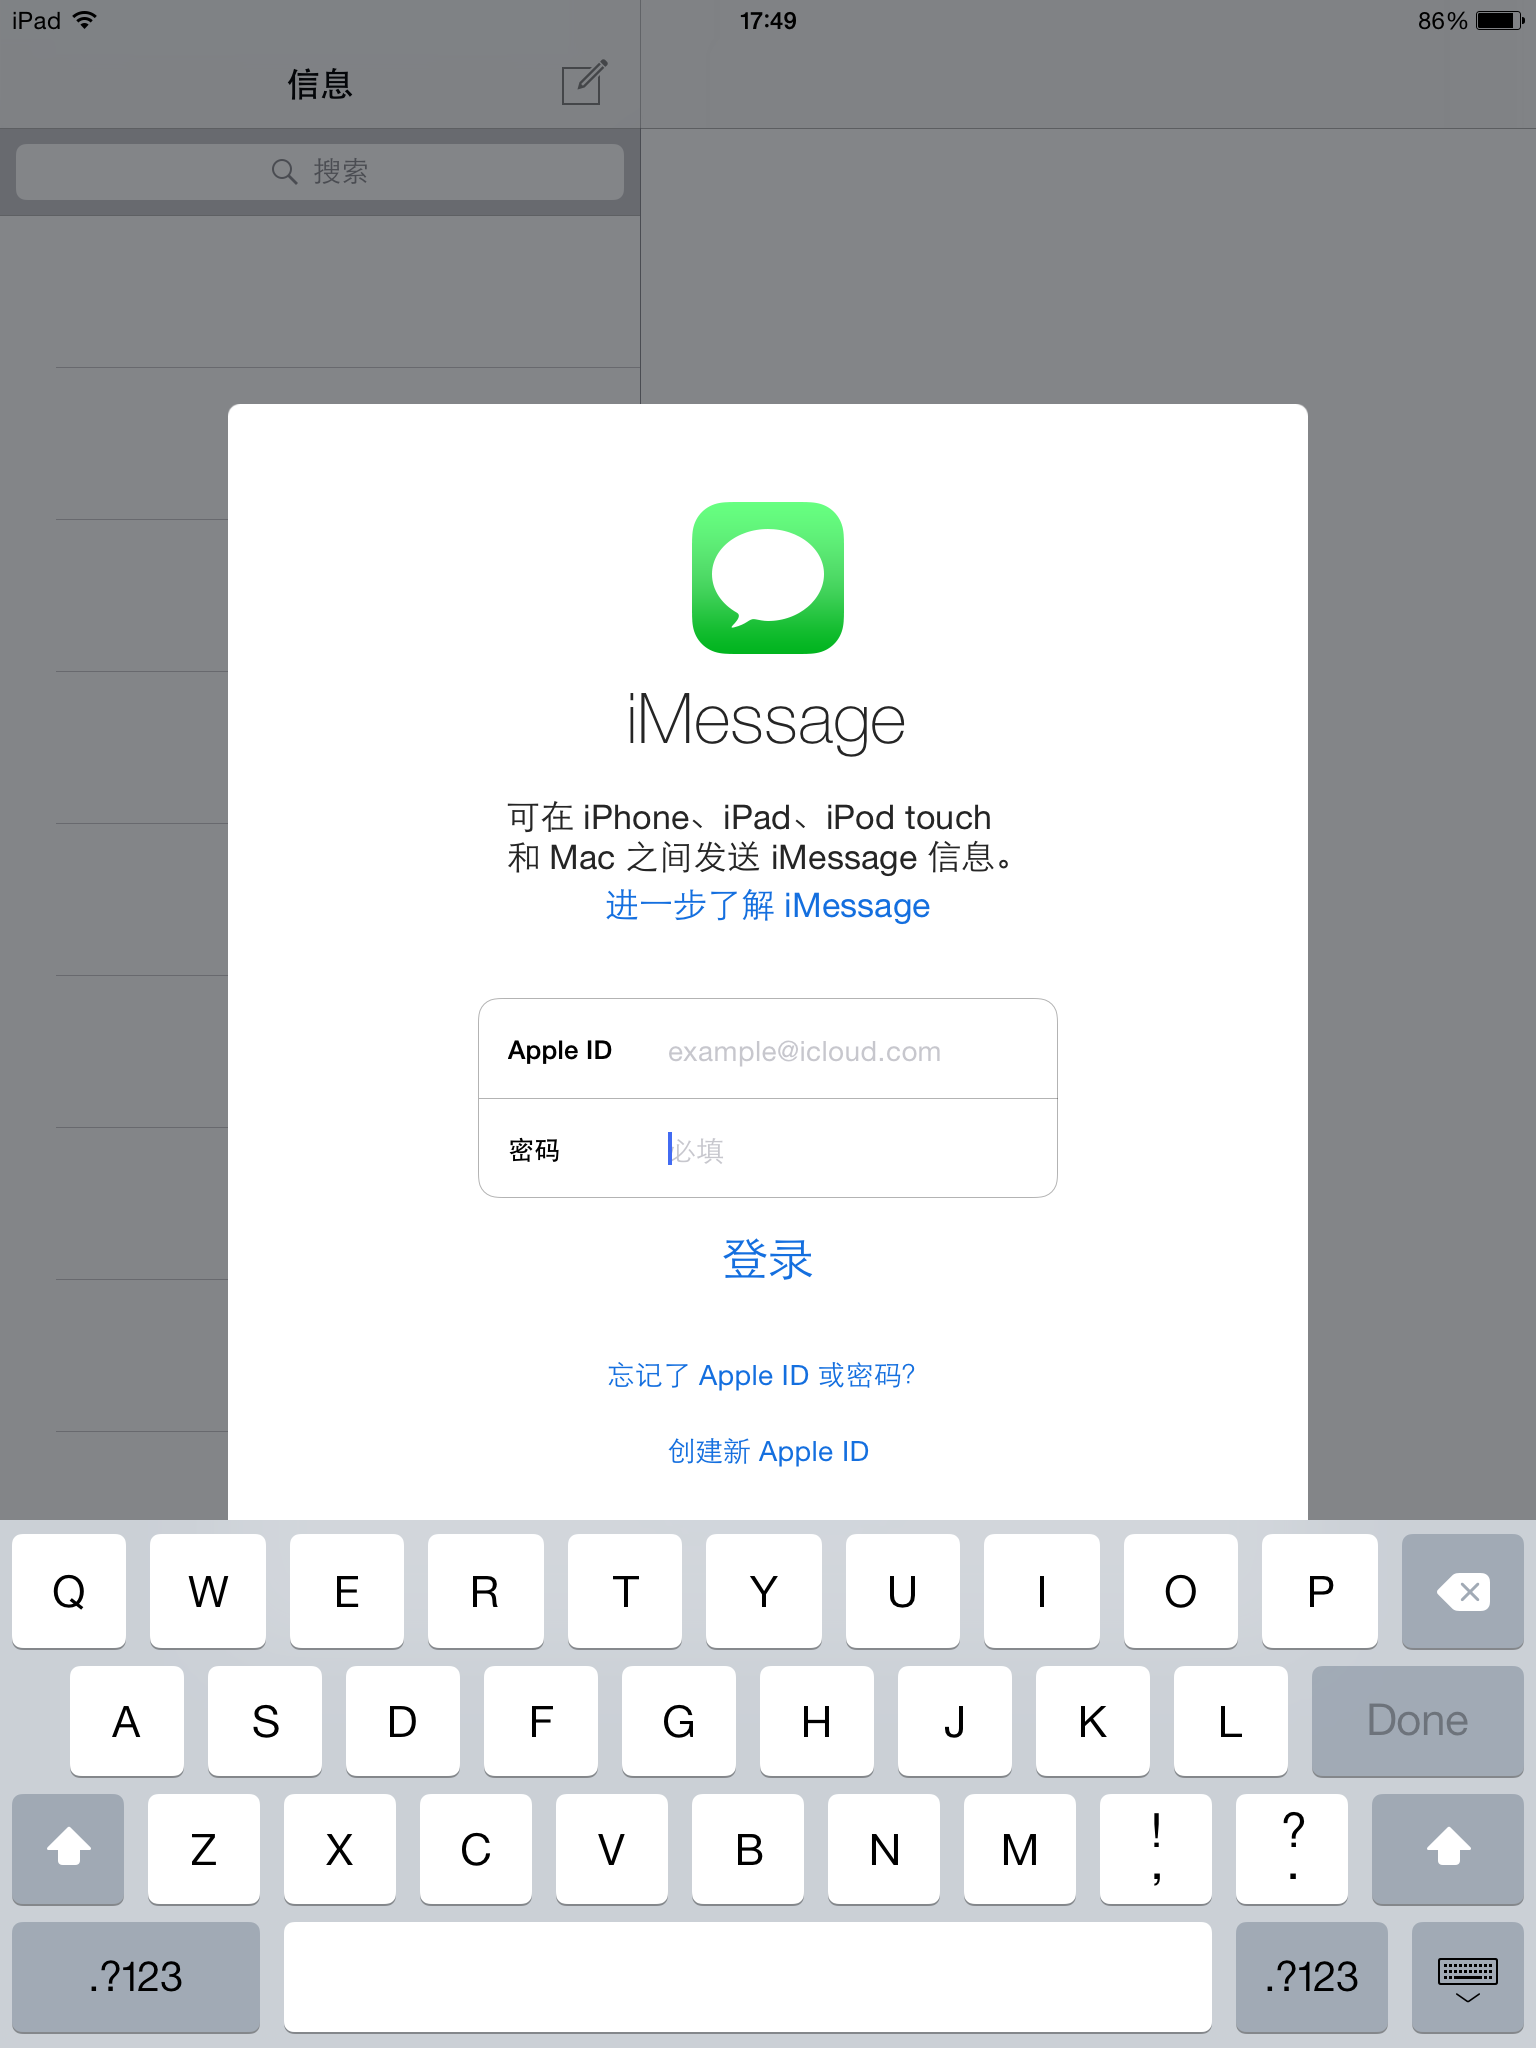 iPad 17:49 86%
信息
搜索
iMessage
可在 iPhone、iPad、iPod touch
和 Mac 之间发送 iMessage 信息。
进一步了解 iMessage
Apple ID example@icloud.com
密码 必填
登录
忘记了 Apple ID 或密码?
创建新 Apple ID
Q W E R T Y U I O P
A S D F G H J K L Done
Z X C V B N M ! , ? .
.?123 .?123